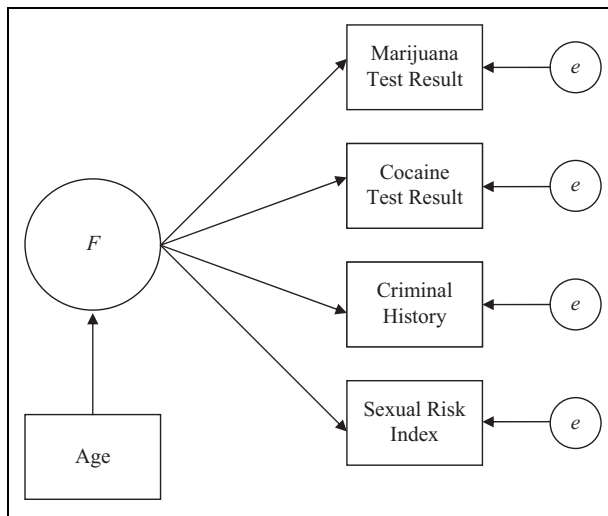 Marijuana
Test Result
e
Cocaine
Test Result
e
F
Criminal
History
e
Sexual Risk
Index
e
Age